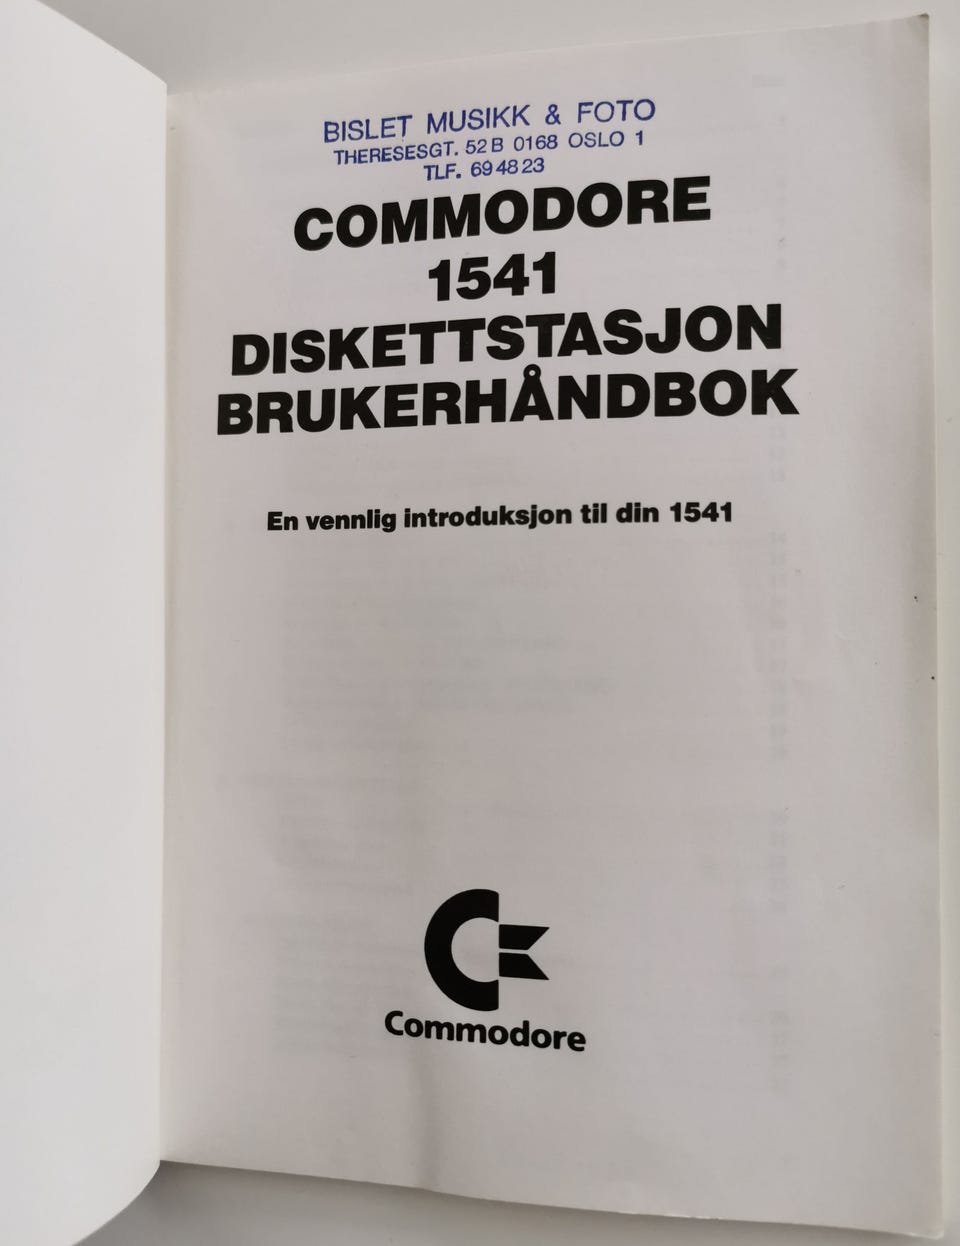 BISLET MUSIKK & FOTO
THERESESGT. 52 B 0168 OSLO 1
TLF. 69 48 23
COMMODORE
1541
DISKETTSTASJON
BRUKERHÅNDBOK
En vennlig introduksjon til din 1541
Commodore